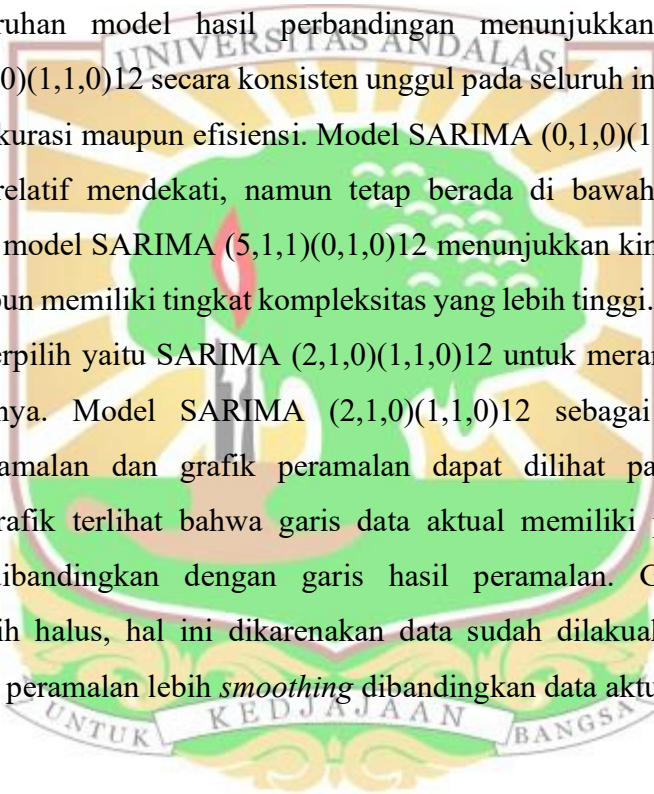 ruhan model hasil perbandingan menunjukkan
UNIVERSITAS ANDALAS
0)(1,1,0)12 secara konsisten unggul pada seluruh in
kurasi maupun efisiensi. Model SARIMA (0,1,0)(1
relatif mendekati, namun tetap berada di bawah
model SARIMA (5,1,1)(0,1,0)12 menunjukkan kin
pun memiliki tingkat kompleksitas yang lebih tinggi.
erpilih yaitu SARIMA (2,1,0)(1,1,0)12 untuk meran
nya. Model SARIMA (2,1,0)(1,1,0)12 sebagai
amalan dan grafik peramalan dapat dilihat pa
rafik terlihat bahwa garis data aktual memiliki p
dibandingkan dengan garis hasil peramalan. G
ih halus, hal ini dikarenakan data sudah dilakual
peramalan lebih smoothing dibandingkan data aktu
UNTUK KEDJAJAAN BANGSA